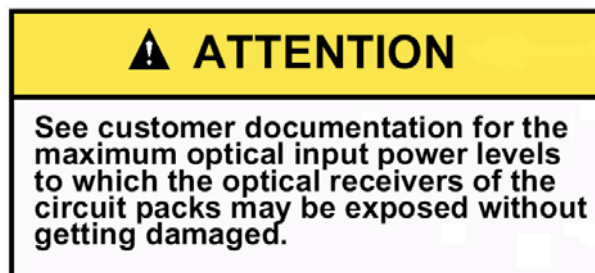 ATTENTION
See customer documentation for the
maximum optical input power levels
to which the optical receivers of the
circuit packs may be exposed without
getting damaged.